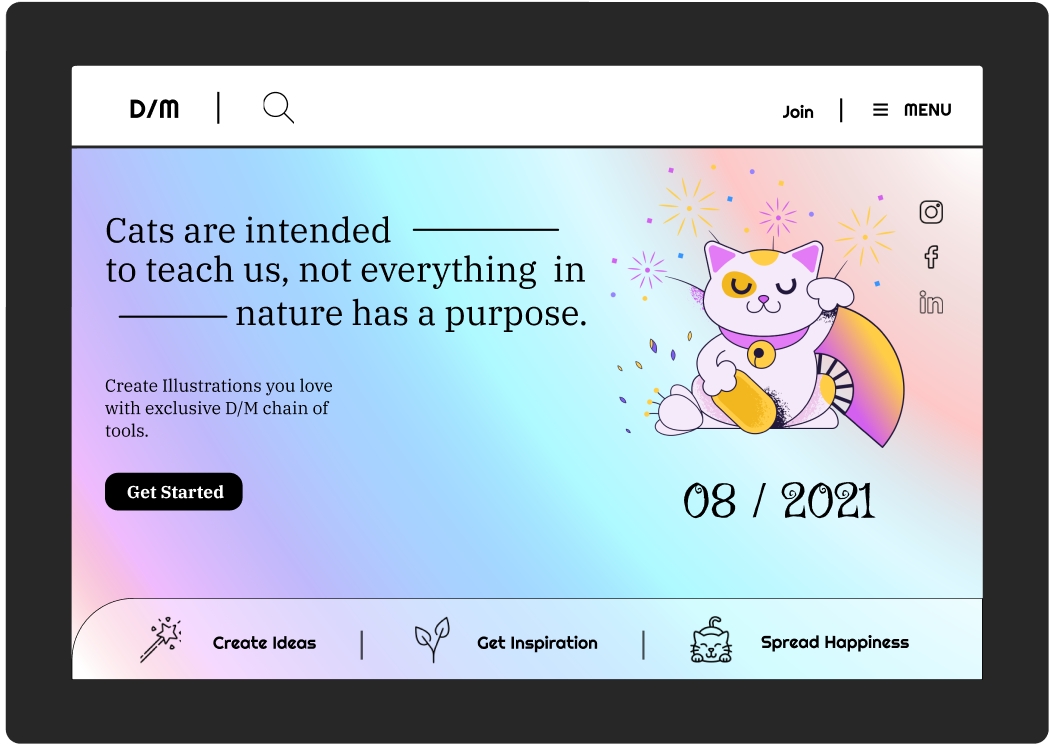 D/M
Join
MENU
Cats are intended
to teach us, not everything in
nature has a purpose.
Create Illustrations you love
with exclusive D/M chain of
tools.
Get Started
in
08 / 2021
Create Ideas
Get Inspiration
Spread Happiness